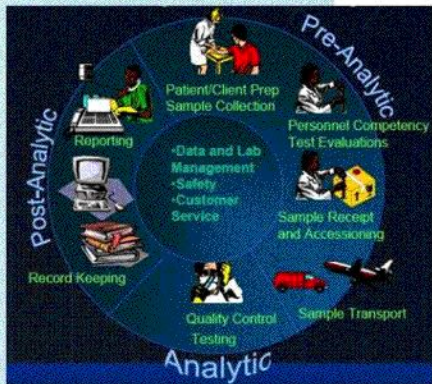 Pre-Analytic
Patient/Client Prep
Sample Collection
Personnel Competency
Test Evaluations
Sample Receipt
and Accessioning
Sample Transport
Analytic
Quality Control
Testing
Post-Analytic
Reporting
Record Keeping
•Data and Lab
Management
•Safety
•Customer
Service